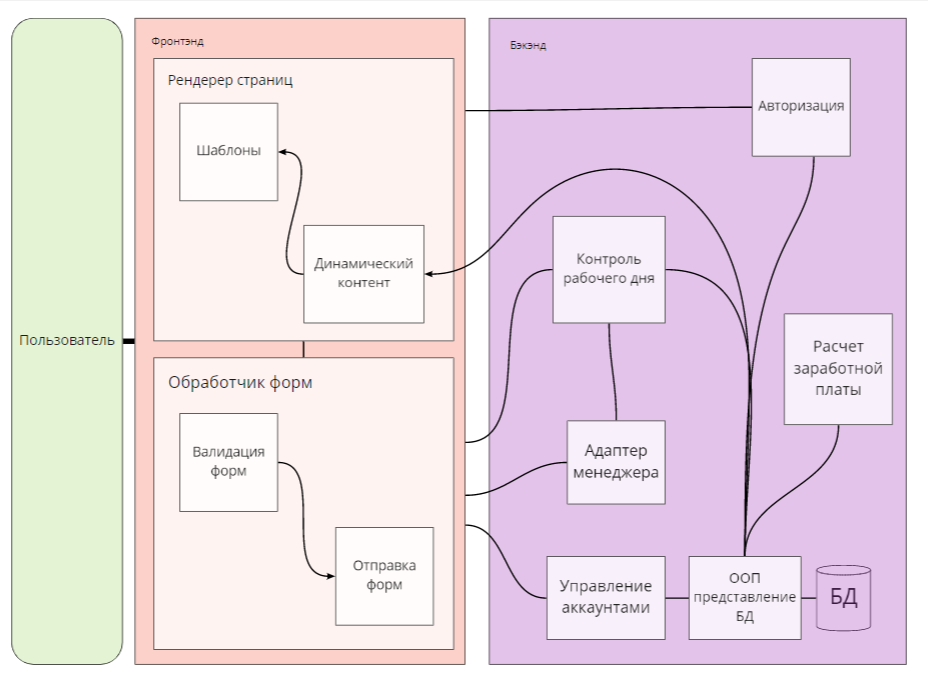 Пользователь
Фронтэнд
Рендерер страниц
Шаблоны
Динамический
контент
Обработчик форм
Валидация
форм
Отправка
форм
Бэкэнд
Авторизация
Контроль
рабочего дня
Расчет
заработной
платы
Адаптер
менеджера
Управление
аккаунтами
ООП
представление
БД
БД